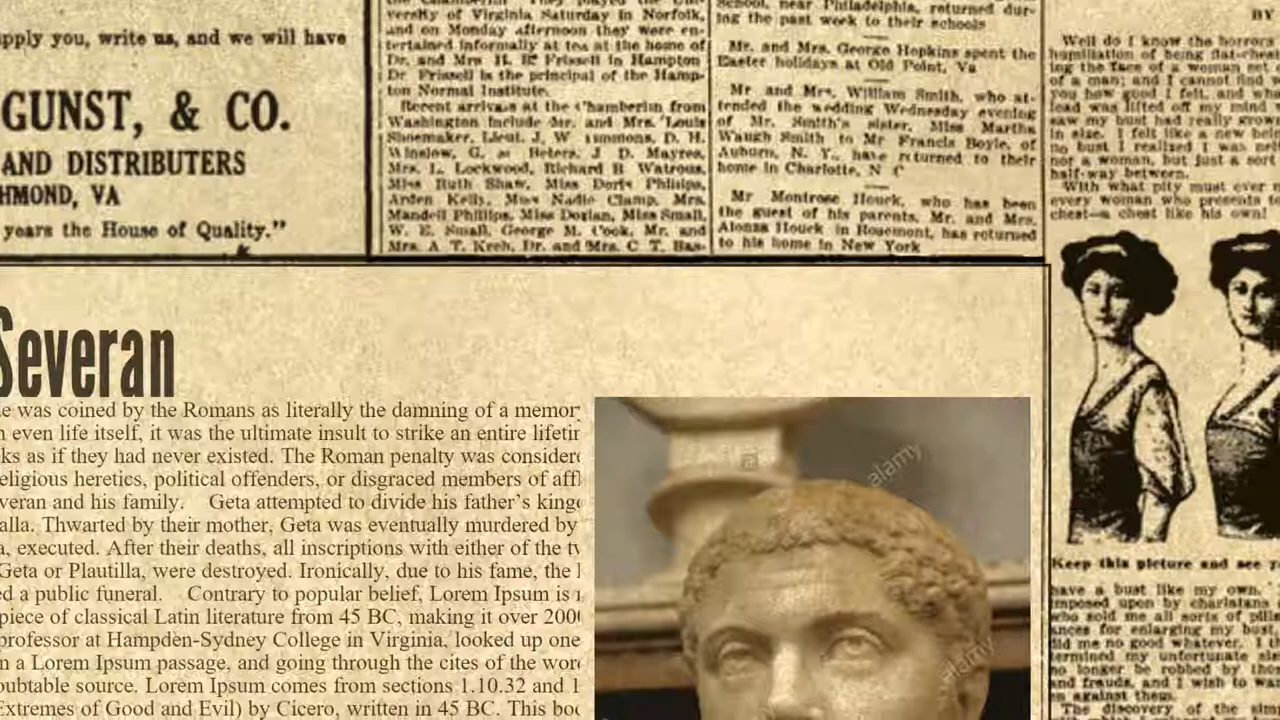 pply you, write us, and we will have
GUNST, & CO.
AND DISTRIBUTERS
HMOND, VA
years the House of Quality."
versity of Virginia Saturday in Norfolk,
and on Monday afternoon they were en-
tertained informally at tea at the home of
Dr. and Mrs H. B. Frissell in Hampton
Dr. Frissell is the principal of the Hamp-
ton Normal Institute.
Recent arrivals at the Chamberlin from
Washington include Mr. and Mrs. Louis
Shoemaker, Lieut. J. W. D. H.
Winslow, G. Beters, J D. Mayres,
Mrs. L. Lockwood, Richard B Watrous,
Miss Ruth Shaw, Miss Doris Philips,
Arden Kelly, Miss Nadie Clamp, Mrs.
Mandell Phillips, Miss Dozian, Miss Small,
W. E. Small, George M. Cook, Mr. and
Mrs. A T. Kreh, Dr. and Mrs. C T. Bas-
School, near Philadelphia, returned dur-
ing the past week to their schools
Mr. and Mrs. George Hopkins spent the
Easter holidays at Old Point, Va
Mr and Mrs. William Smith, who at-
tended the wedding Wednesday evening
of Mr. Smith's sister, Miss Martha
Waugh Smith to Mr Francis Boyle, of
Auburn, N. Y., have returned to their
home in Charlotte, N C
Mr Montrose Houck, who has been
the guest of his parents, Mr. and Mrs.
Alonza Houck in Rosemont, has returned
to his home in New York
BY
Well do I know the horrors
humiliation of being flat-chest
ing the face of a woman set
of a man; and I cannot find w
you how good I felt, and wha
load was lifted off my mind w
saw my bust had really grown
in size. I felt like a new bein
no bust I realized I was neit
nor a woman, but just a sort
half-way between.
With what pity must ever m
every woman who presents to
chest—a chest like his own!
Keep this picture and see y
have a bust like my own.
imposed upon by charlatans
who sold me all sorts of pills
ances for enlarging my bust,
did me no good whatever. I th
termined my unfortunate sis
no longer be robbed by thos
and frauds, and I wish to wa
em against them.
The discovery of the sim
Severan
e was coined by the Romans as literally the damning of a memor
n even life itself, it was the ultimate insult to strike an entire lifetir
ks as if they had never existed. The Roman penalty was considere
eligious heretics, political offenders, or disgraced members of affl
veran and his family. Geta attempted to divide his father's kingd
alla. Thwarted by their mother, Geta was eventually murdered by
a, executed. After their deaths, all inscriptions with either of the tw
Geta or Plautilla, were destroyed. Ironically, due to his fame, the l
ed a public funeral. Contrary to popular belief, Lorem Ipsum is n
piece of classical Latin literature from 45 BC, making it over 2000
professor at Hampden-Sydney College in Virginia, looked up one
n a Lorem Ipsum passage, and going through the cites of the word
oubtable source. Lorem Ipsum comes from sections 1.10.32 and 1
Extremes of Good and Evil) by Cicero, written in 45 BC. This boo
a
alamy
alamy